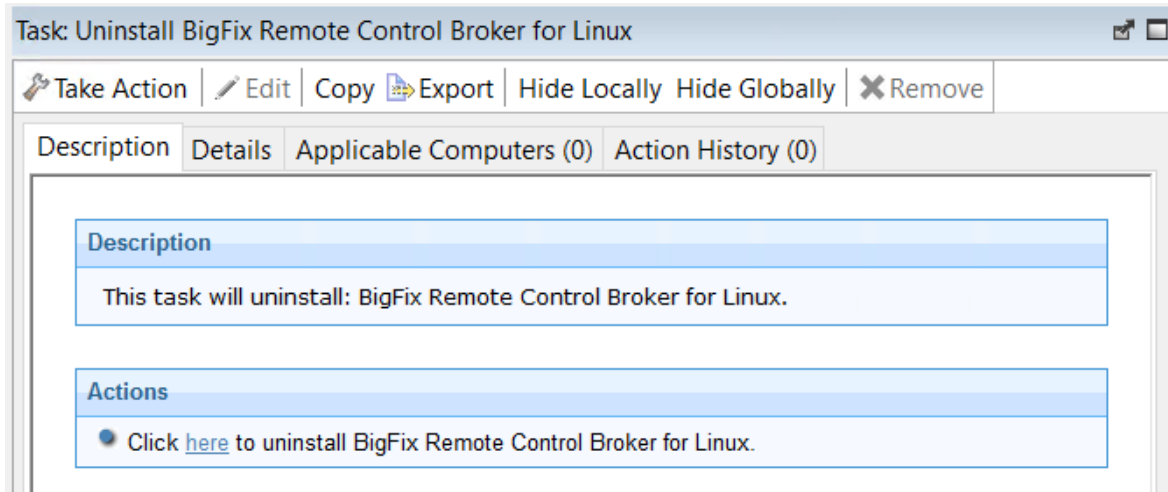 Task: Uninstall BigFix Remote Control Broker for Linux
Take Action Edit Copy Export Hide Locally Hide Globally Remove
Description Details Applicable Computers (0) Action History (0)
Description
This task will uninstall: BigFix Remote Control Broker for Linux.
Actions
Click here to uninstall BigFix Remote Control Broker for Linux.